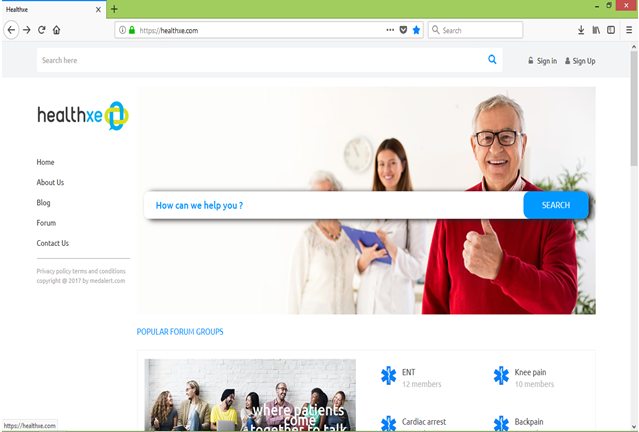 Healthxe
https://healthxe.com
Search
Search here
Sign in
Sign Up
healthxe
Home
About Us
Blog
Forum
Contact Us
Privacy policy terms and conditions
copyright @ 2017 by medalert.com
How can we help you ?
SEARCH
POPULAR FORUM GROUPS
where patients
come
together to talk
ENT
12 members
Knee pain
10 members
Cardiac arrest
Backpain
https://healthxe.com